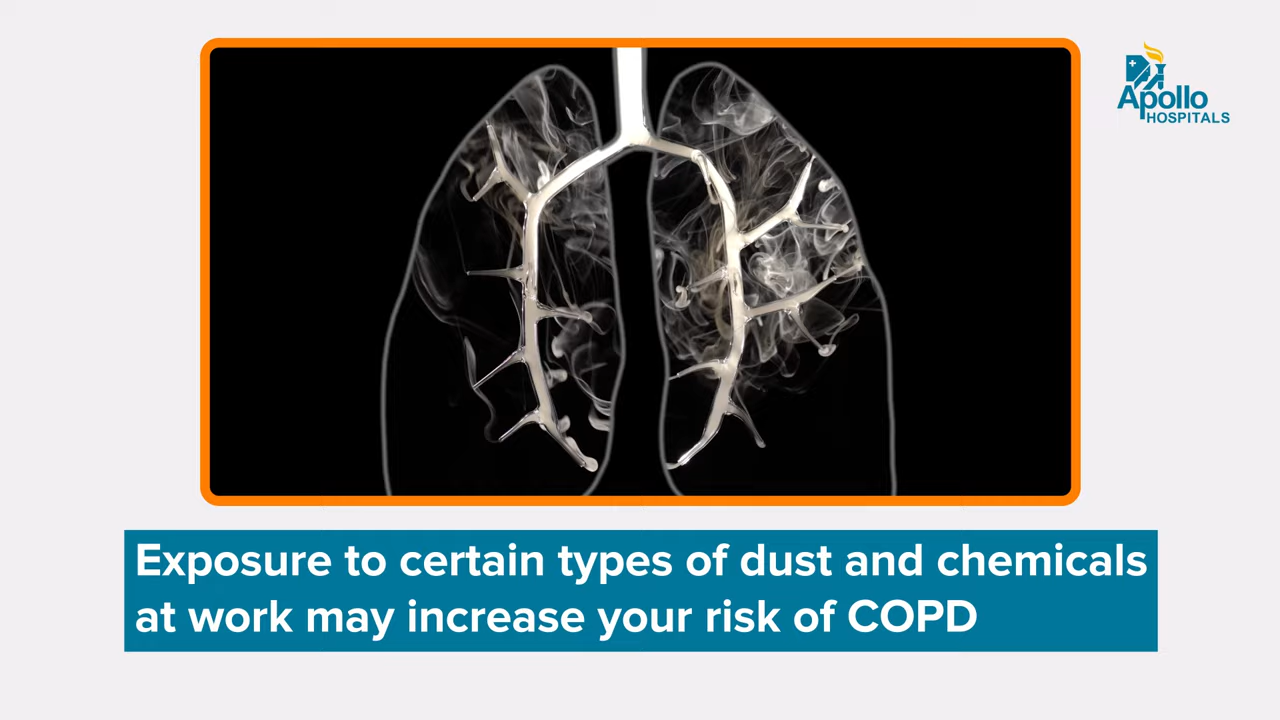 Apollo
HOSPITALS
Exposure to certain types of dust and chemicals
at work may increase your risk of COPD